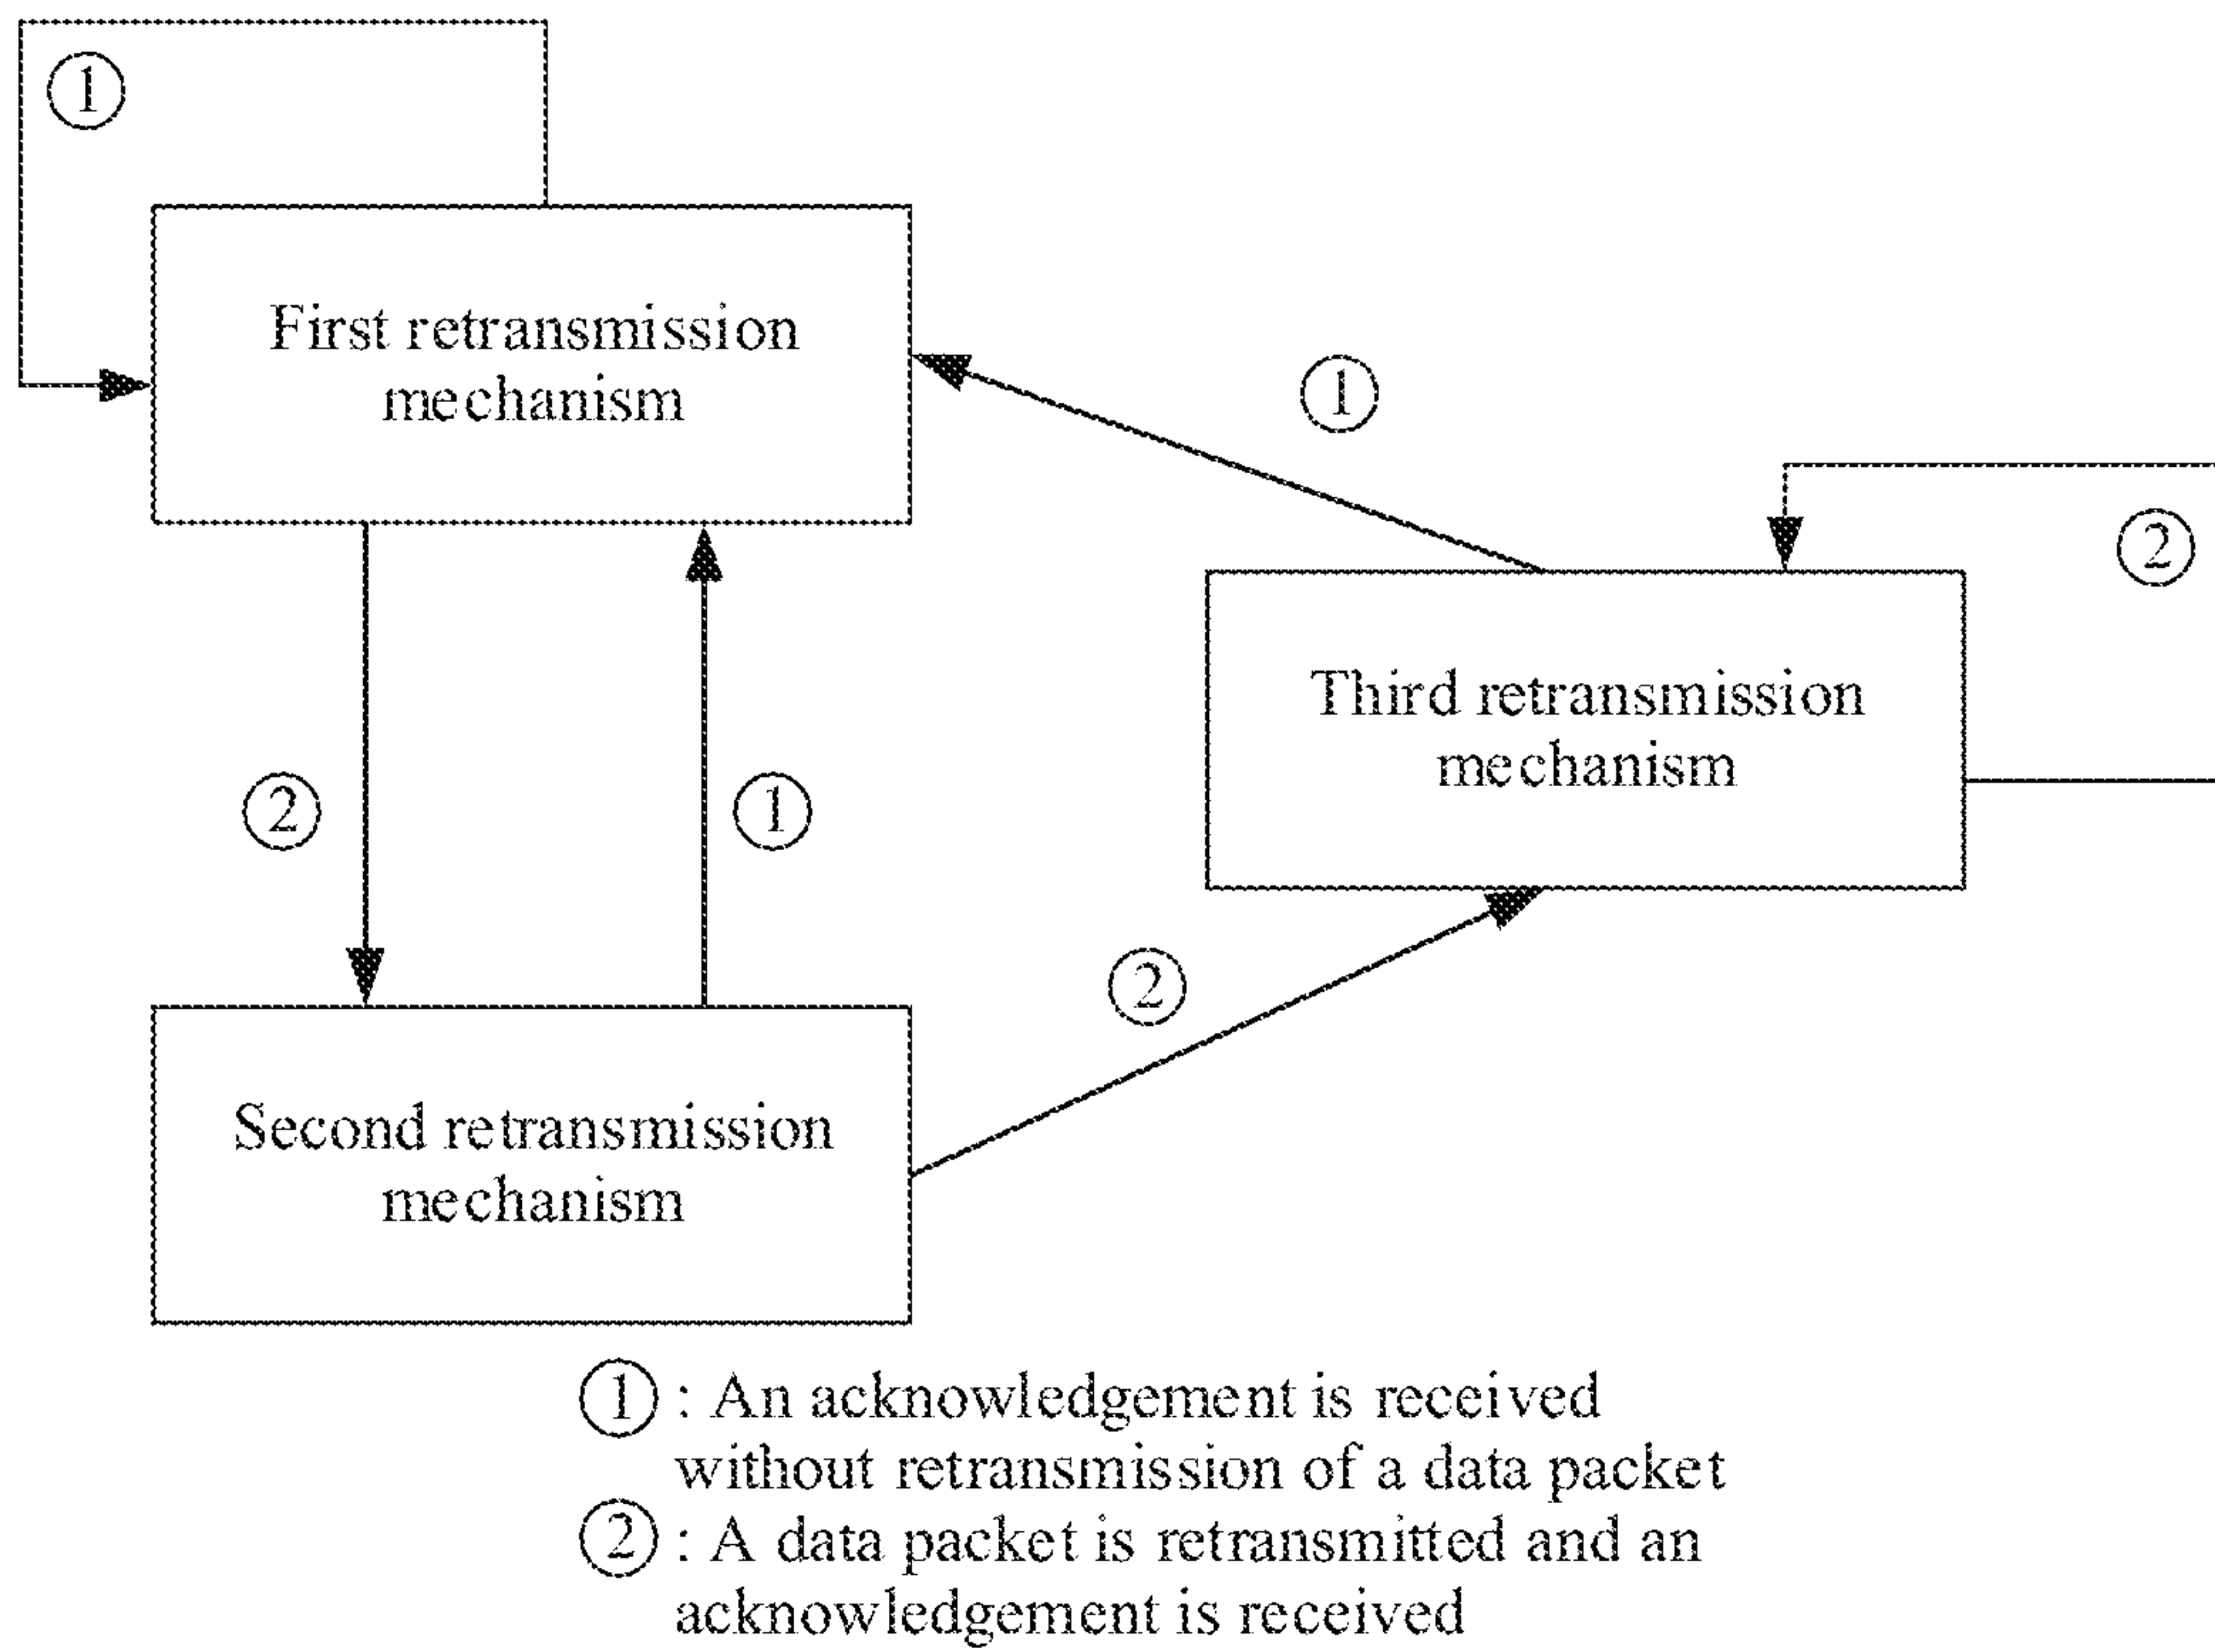 ①
First retransmission
mechanism
①
②
Third retransmission
mechanism
②
①
②
Second retransmission
mechanism
① : An acknowledgement is received
without retransmission of a data packet
② : A data packet is retransmitted and an
acknowledgement is received